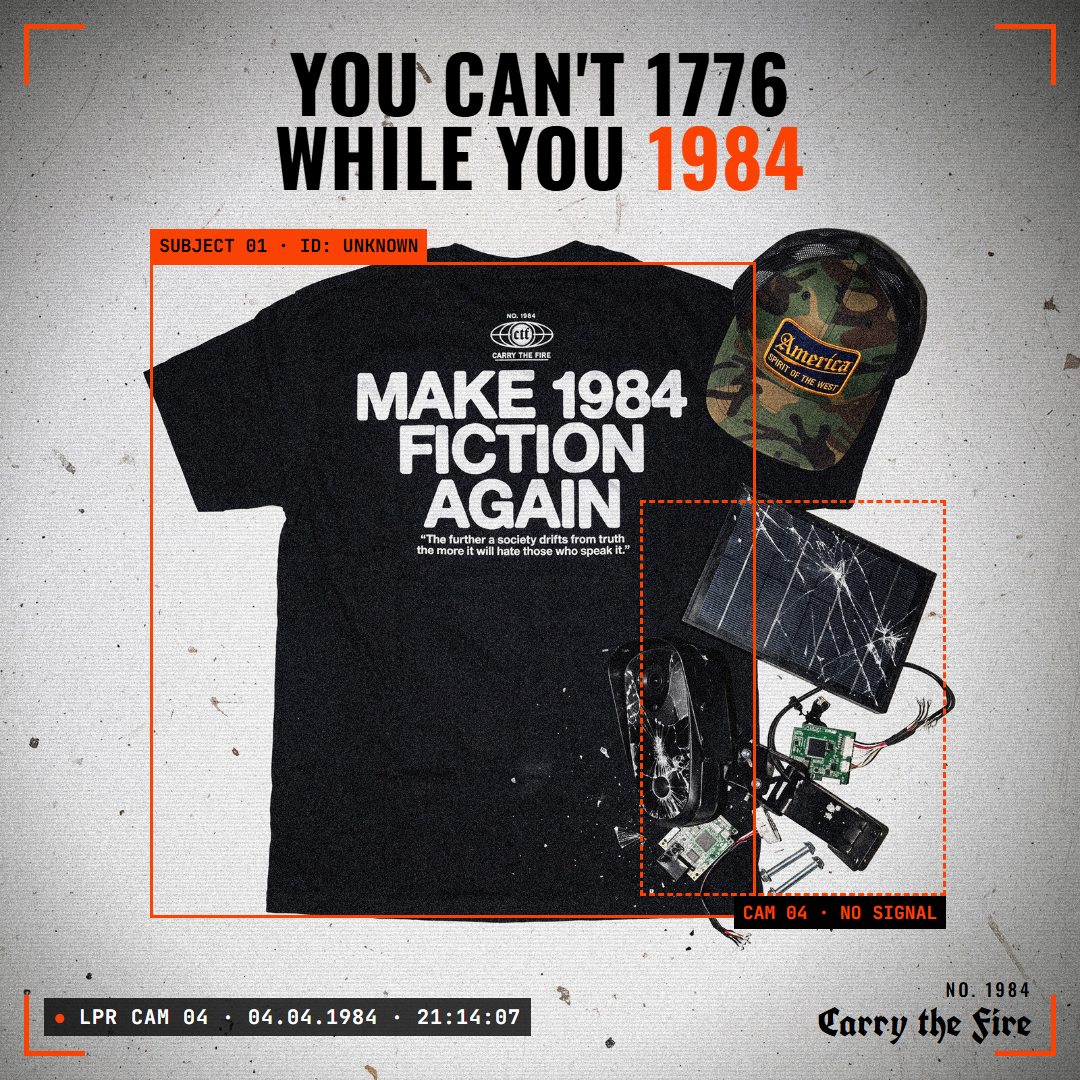 YOU CAN'T 1776
WHILE YOU 1984
SUBJECT 01 · ID: UNKNOWN
NO. 1984
ctf
CARRY THE FIRE
MAKE 1984
FICTION
AGAIN
“The further a society drifts from truth
the more it will hate those who speak it.”
America
SPIRIT OF THE WEST
CAM 04 · NO SIGNAL
● LPR CAM 04 · 04.04.1984 · 21:14:07
NO. 1984
Carry the Fire